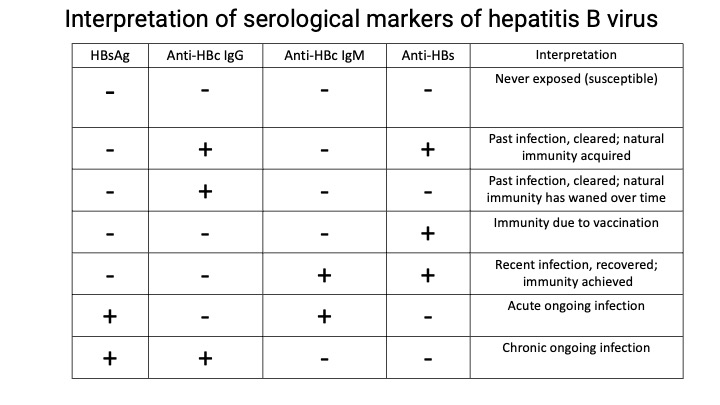 Interpretation of serological markers of hepatitis B virus
HBsAg Anti-HBc IgG Anti-HBc IgM Anti-HBs Interpretation
- - - - Never exposed (susceptible)
- + - + Past infection, cleared; natural
immunity acquired
- + - - Past infection, cleared; natural
immunity has waned over time
- - - + Immunity due to vaccination
- - + + Recent infection, recovered;
immunity achieved
+ - + - Acute ongoing infection
+ + - - Chronic ongoing infection